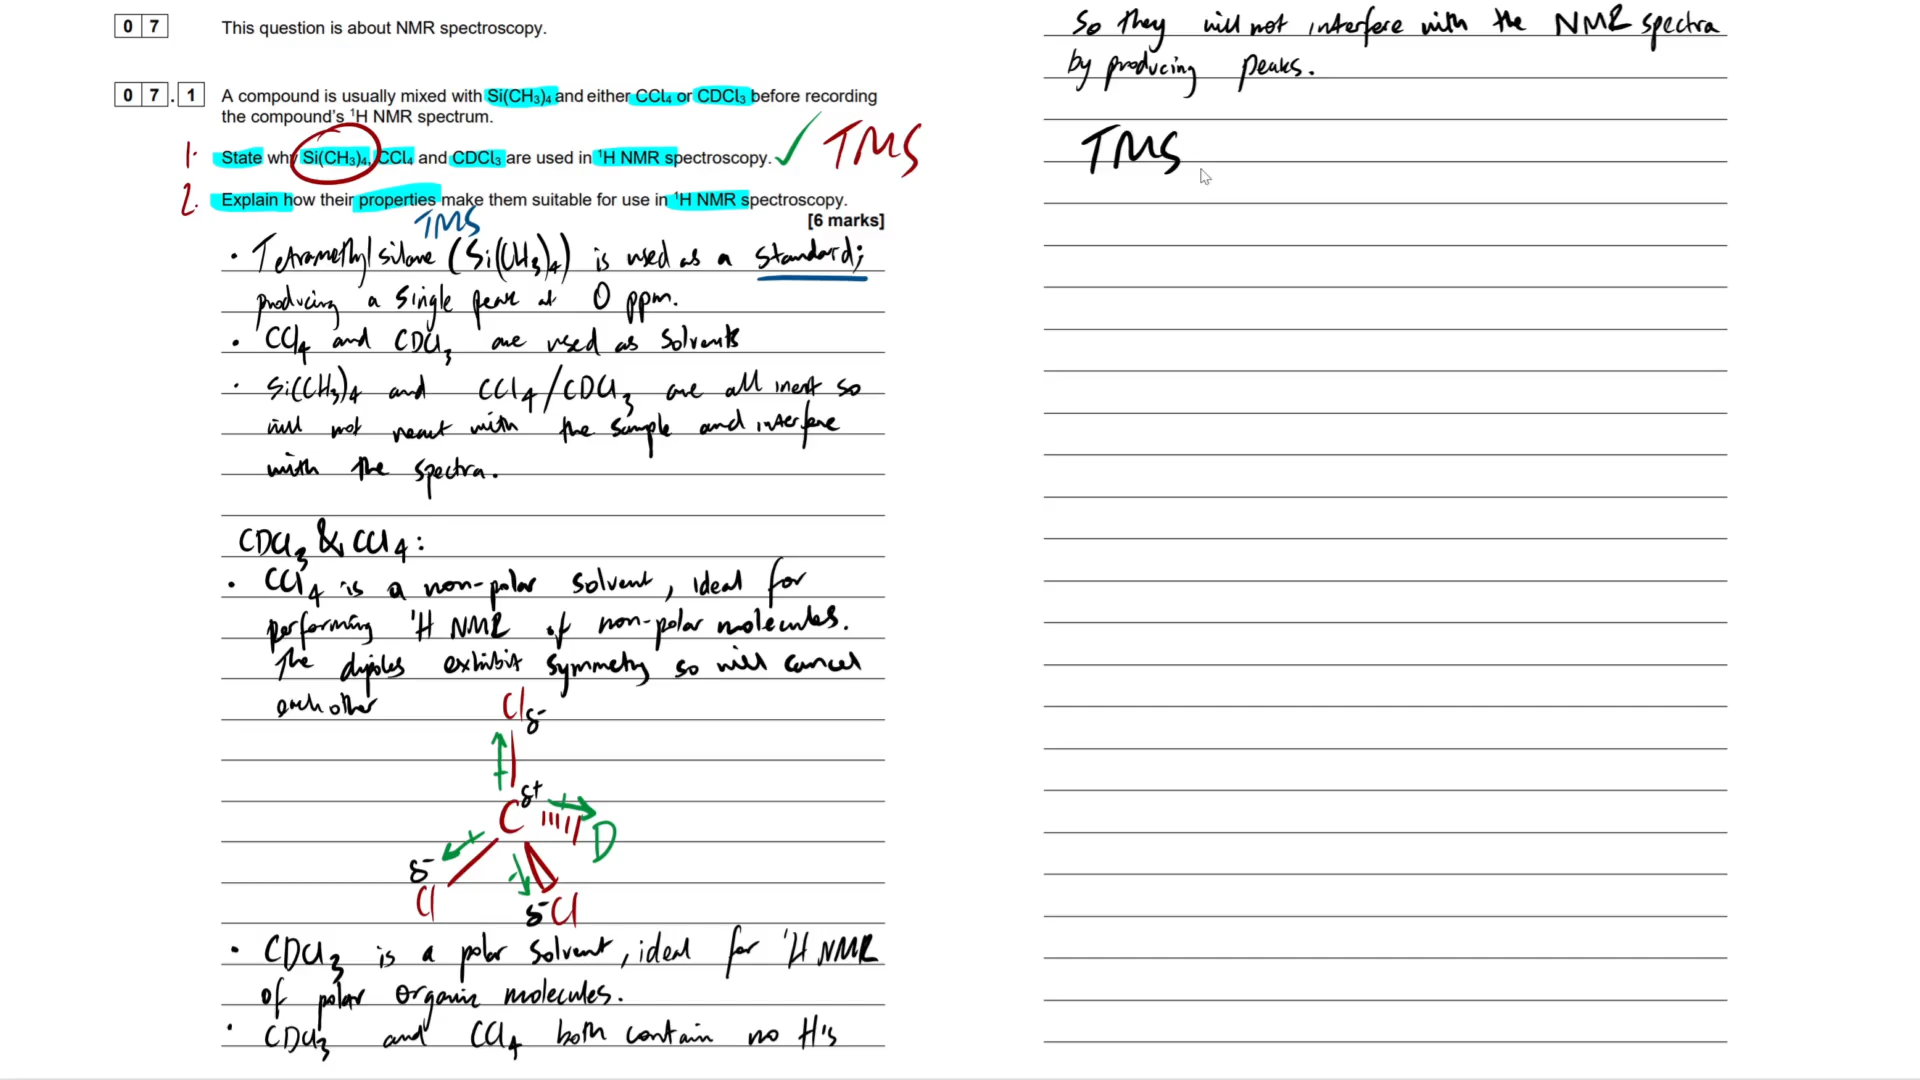 0 7 This question is about NMR spectroscopy.
0 7 . 1 A compound is usually mixed with Si(CH₃)₄ and either CCl₄ or CDCl₃ before recording
the compound's ¹H NMR spectrum.
1. State why Si(CH₃)₄, CCl₄ and CDCl₃ are used in ¹H NMR spectroscopy. ✓ TMS
2. Explain how their properties make them suitable for use in ¹H NMR spectroscopy.
[6 marks]
TMS
• Tetramethylsilane (Si(CH₃)₄) is used as a standard;
producing a single peak at 0 ppm.
• CCl₄ and CDCl₃ are used as solvents
• Si(CH₃)₄ and CCl₄/CDCl₃ are all inert so
will not react with the sample and interfere
with the spectra.
CDCl₃ & CCl₄:
• CCl₄ is a non-polar solvent, ideal for
performing ¹H NMR of non-polar molecules.
The dipoles exhibit symmetry so will cancel
each other
Cl δ-
C δ+
D
δ- Cl
δ- Cl
• CDCl₃ is a polar solvent, ideal for ¹H NMR
of polar organic molecules.
• CDCl₃ and CCl₄ both contain no H's
So they will not interfere with the NMR spectra
by producing peaks.
TMS